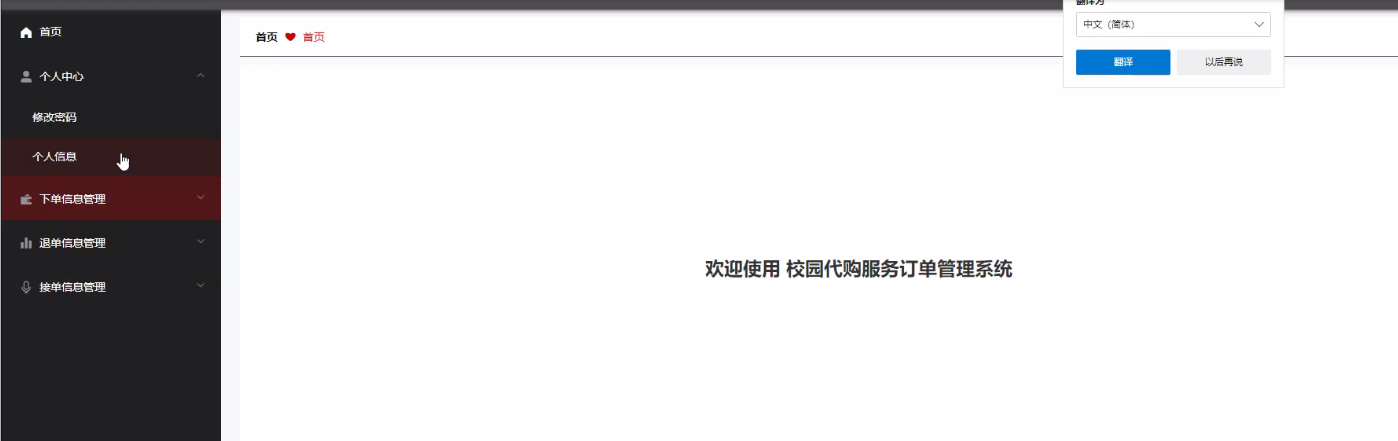 首页
个人中心
修改密码
个人信息
下单信息管理
退单信息管理
接单信息管理
首页 首页
翻译为
中文（简体）
翻译 以后再说
欢迎使用 校园代购服务订单管理系统